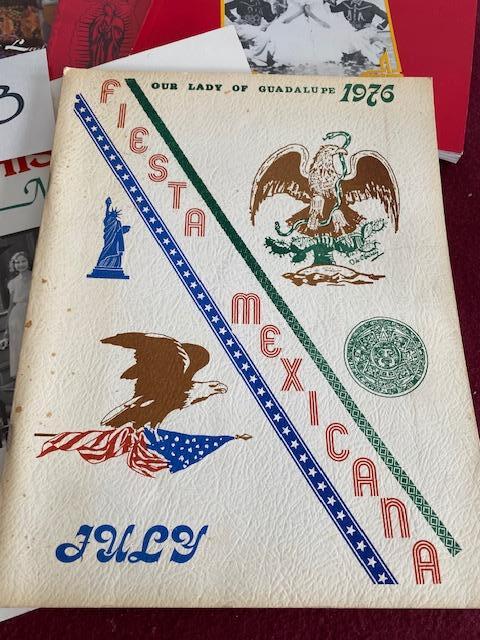 OUR LADY OF GUADALUPE 1976
FIESTA
MEXICANA
JULY